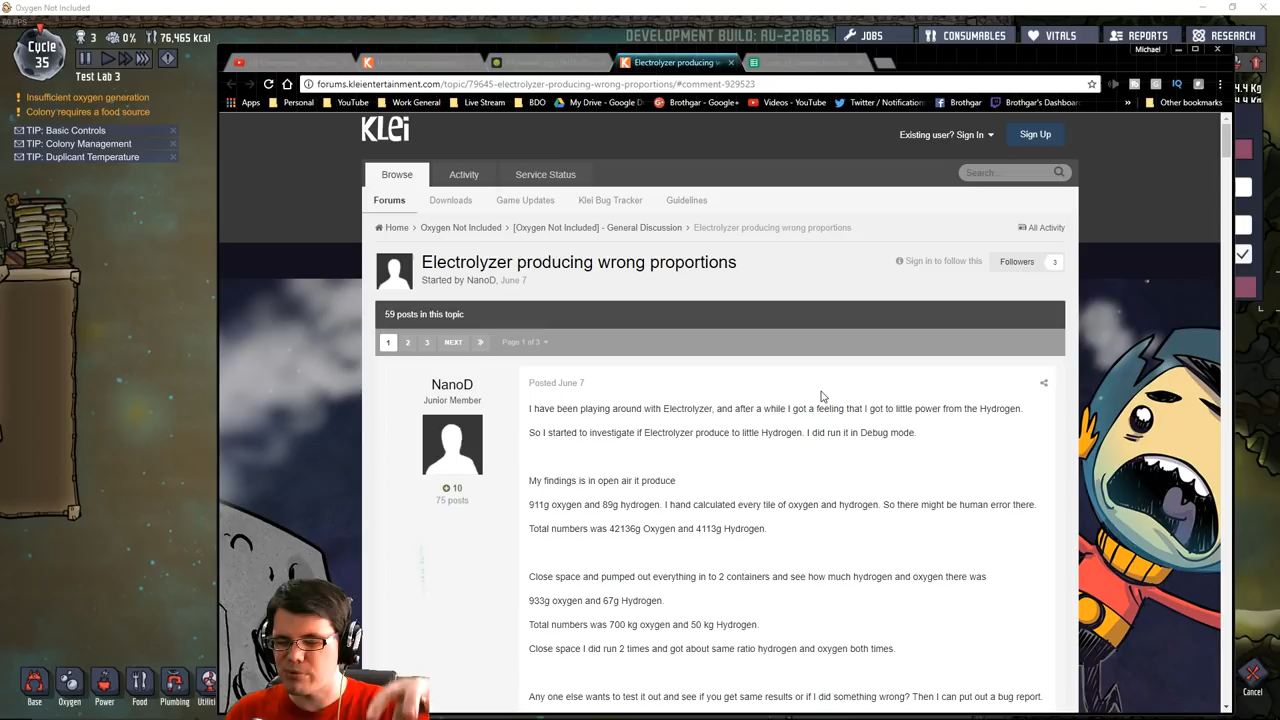 Oxygen Not Included
60 FPS
Cycle
35
3
0%
76,465 kcal
Test Lab 3
DEVELOPMENT BUILD: AU-221865
JOBS
CONSUMABLES
VITALS
REPORTS
RESEARCH
Insufficient oxygen generation
Colony requires a food source
TIP: Basic Controls
TIP: Colony Management
TIP: Duplicant Temperature
Michael
Electrolyzer producing
forums.kleientertainment.com/topic/79645-electrolyzer-producing-wrong-proportions/#comment-929523
Apps
Personal
YouTube
Work General
Live Stream
BDO
My Drive - Google D
Brothgar - Google+
Videos - YouTube
Twitter / Notification
Brothgar
Brothgar's Dashboard
»
Other bookmarks
KLei
Existing user? Sign In
Sign Up
Browse
Activity
Service Status
Search...
Forums
Downloads
Game Updates
Klei Bug Tracker
Guidelines
Home > Oxygen Not Included > [Oxygen Not Included] - General Discussion > Electrolyzer producing wrong proportions
All Activity
Electrolyzer producing wrong proportions
Started by NanoD, June 7
Sign in to follow this
Followers
3
59 posts in this topic
1
2
3
NEXT
»
Page 1 of 3
NanoD
Junior Member
10
75 posts
Posted June 7
I have been playing around with Electrolyzer, and after a while I got a feeling that I got to little power from the Hydrogen.
So I started to investigate if Electrolyzer produce to little Hydrogen. I did run it in Debug mode.
My findings is in open air it produce
911g oxygen and 89g hydrogen. I hand calculated every tile of oxygen and hydrogen. So there might be human error there.
Total numbers was 42136g Oxygen and 4113g Hydrogen.
Close space and pumped out everything in to 2 containers and see how much hydrogen and oxygen there was
933g oxygen and 67g Hydrogen.
Total numbers was 700 kg oxygen and 50 kg Hydrogen.
Close space I did run 2 times and got about same ratio hydrogen and oxygen both times.
Any one else wants to test it out and see if you get same results or if I did something wrong? Then I can put out a bug report.
Base
Oxygen
Power
Food
Plumbing
Utiliti
Cancel